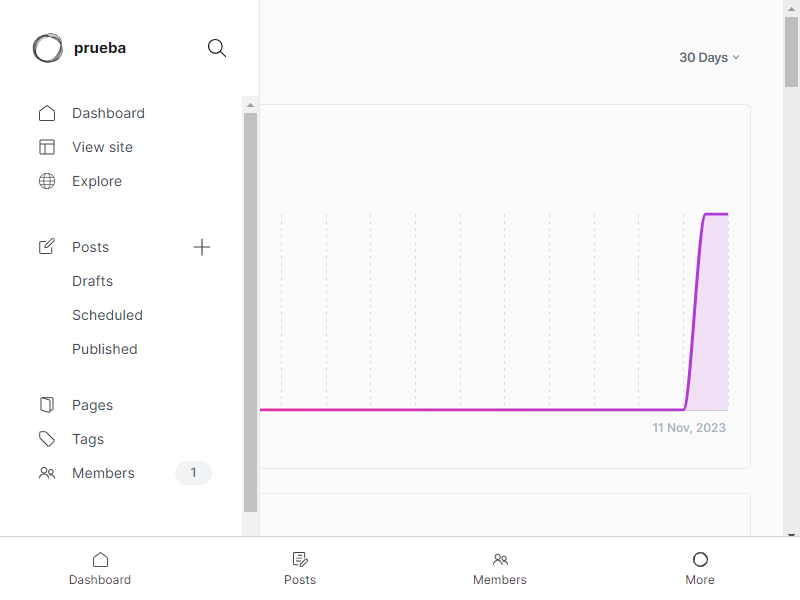 prueba
30 Days
Dashboard
View site
Explore
Posts
Drafts
Scheduled
Published
Pages
Tags
Members 1
11 Nov, 2023
Dashboard
Posts
Members
More